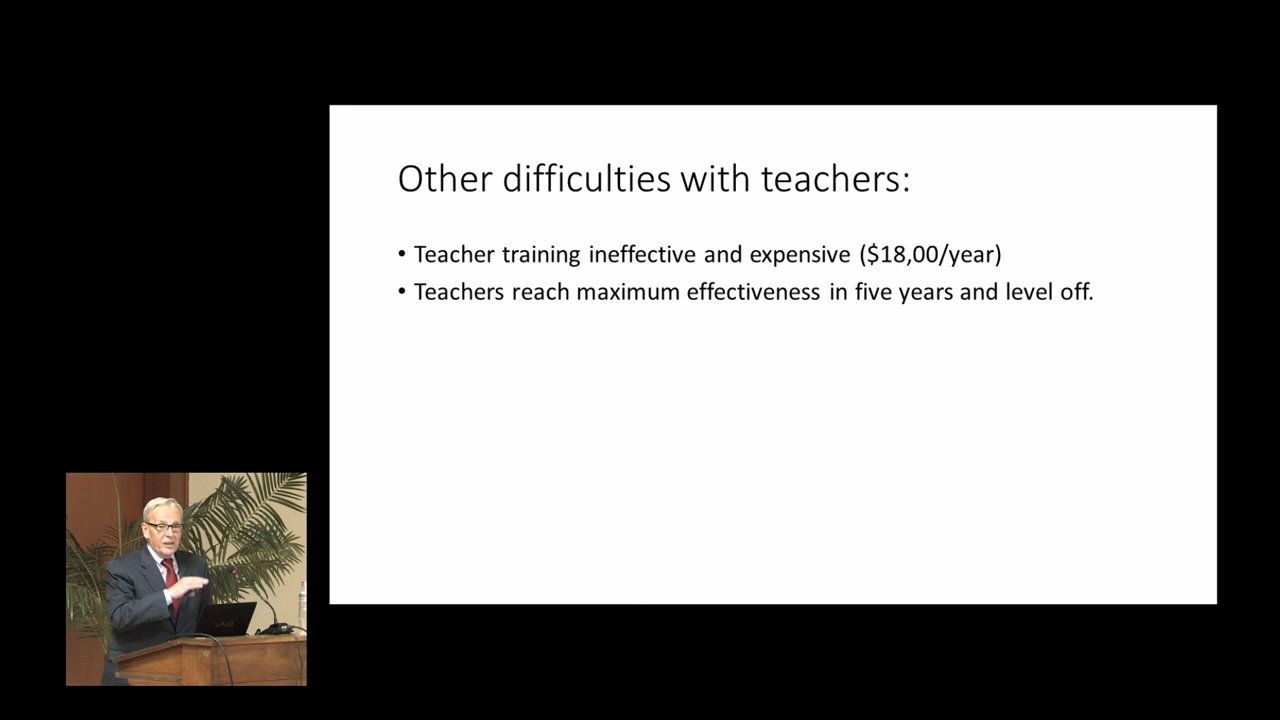 Other difficulties with teachers:
• Teacher training ineffective and expensive ($18,00/year)
• Teachers reach maximum effectiveness in five years and level off.
VAIO